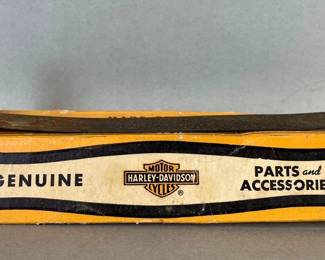 GENUINE
MOTOR
HARLEY-DAVIDSON
CYCLES
®
PARTS and
ACCESSORIE